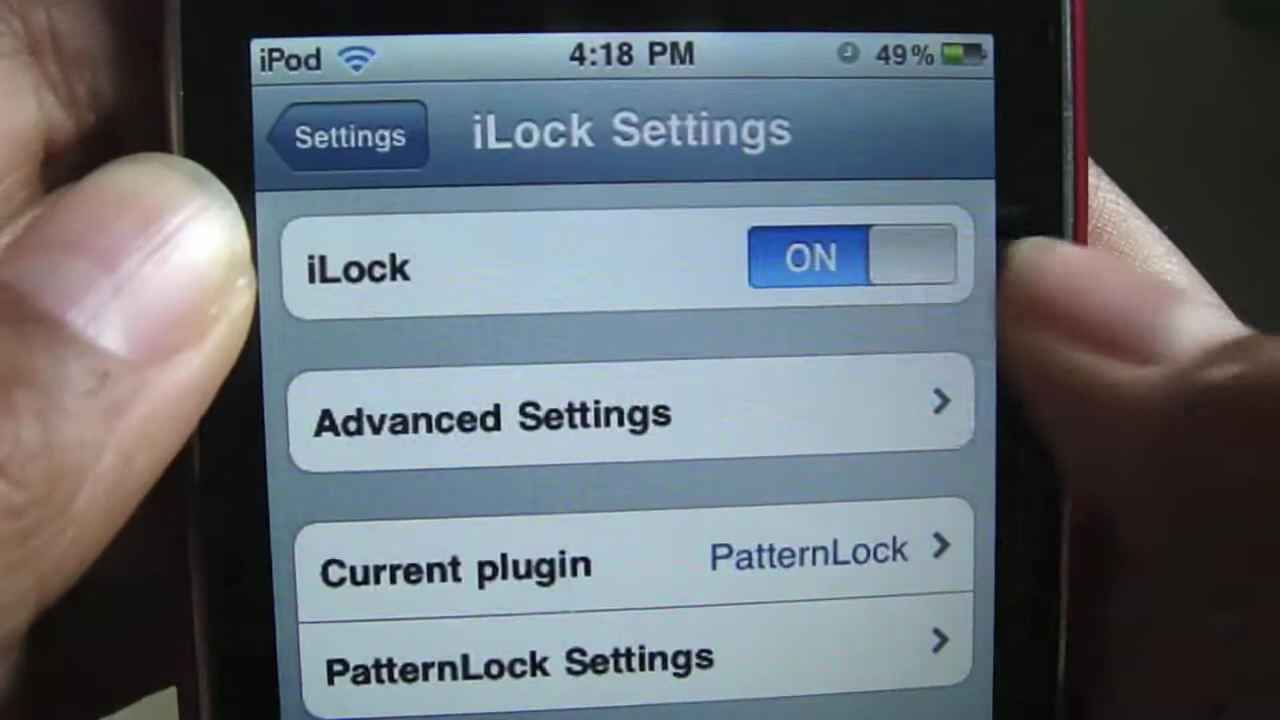 iPod 4:18 PM 49%
Settings iLock Settings
iLock ON
Advanced Settings
Current plugin PatternLock
PatternLock Settings